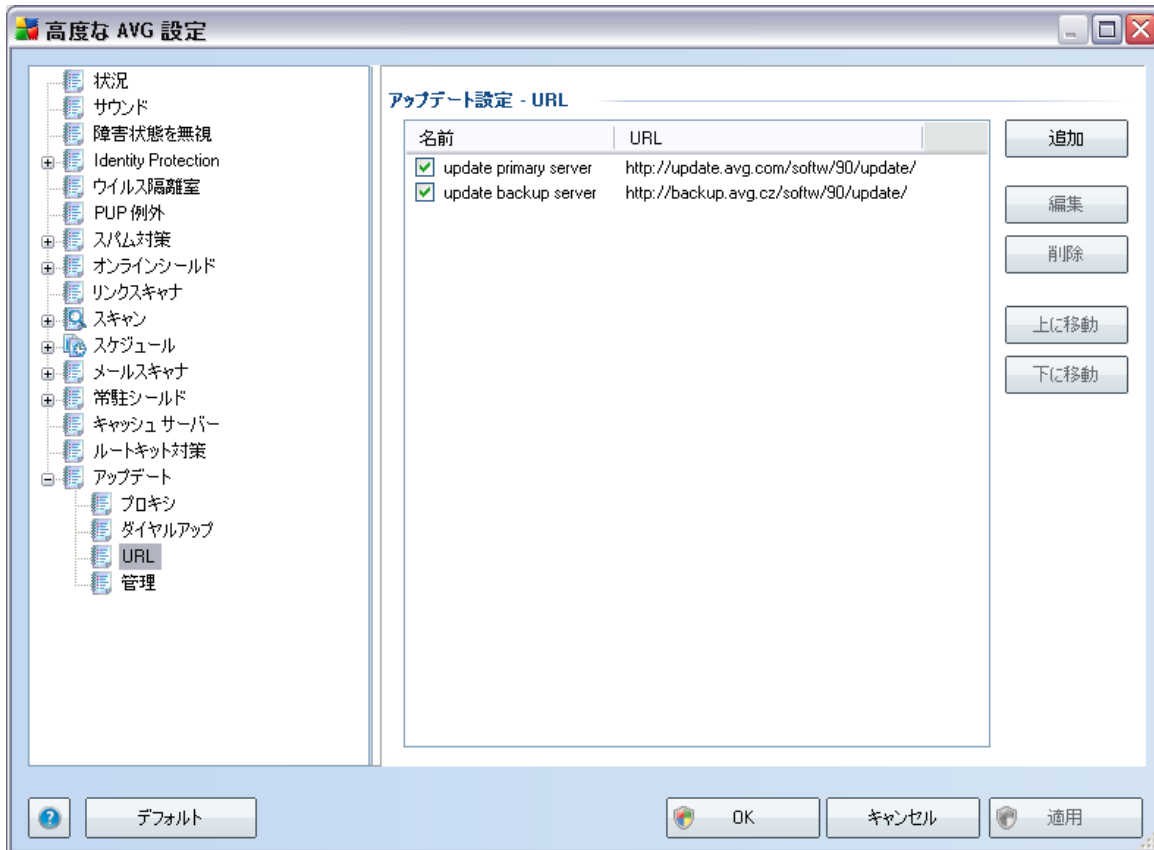 高度な AVG 設定
状況
サウンド
障害状態を無視
Identity Protection
ウイルス隔離室
PUP 例外
スパム対策
オンラインシールド
リンクスキャナ
スキャン
スケジュール
メールスキャナ
常駐シールド
キャッシュ サーバー
ルートキット対策
アップデート
プロキシ
ダイヤルアップ
URL
管理
アップデート設定 - URL
名前 URL
update primary server http://update.avg.com/softw/90/update/
update backup server http://backup.avg.cz/softw/90/update/
追加
編集
削除
上に移動
下に移動
? デフォルト OK キャンセル 適用